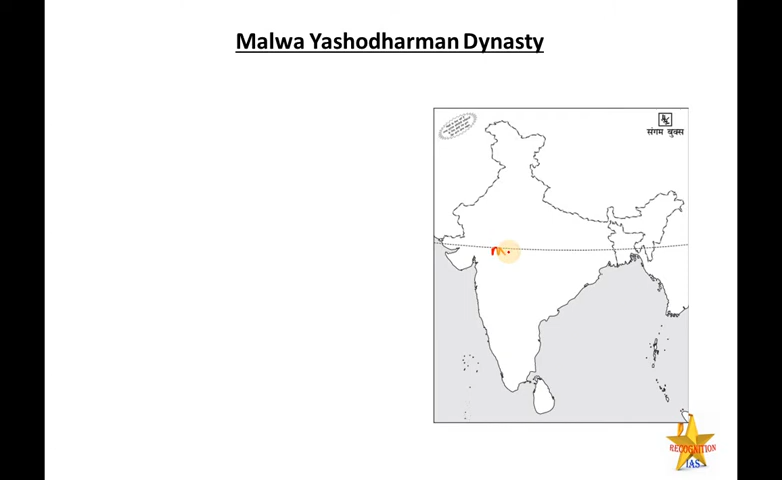 Malwa Yashodharman Dynasty
संगम बुक्स
m
RECOGNITION
IAS